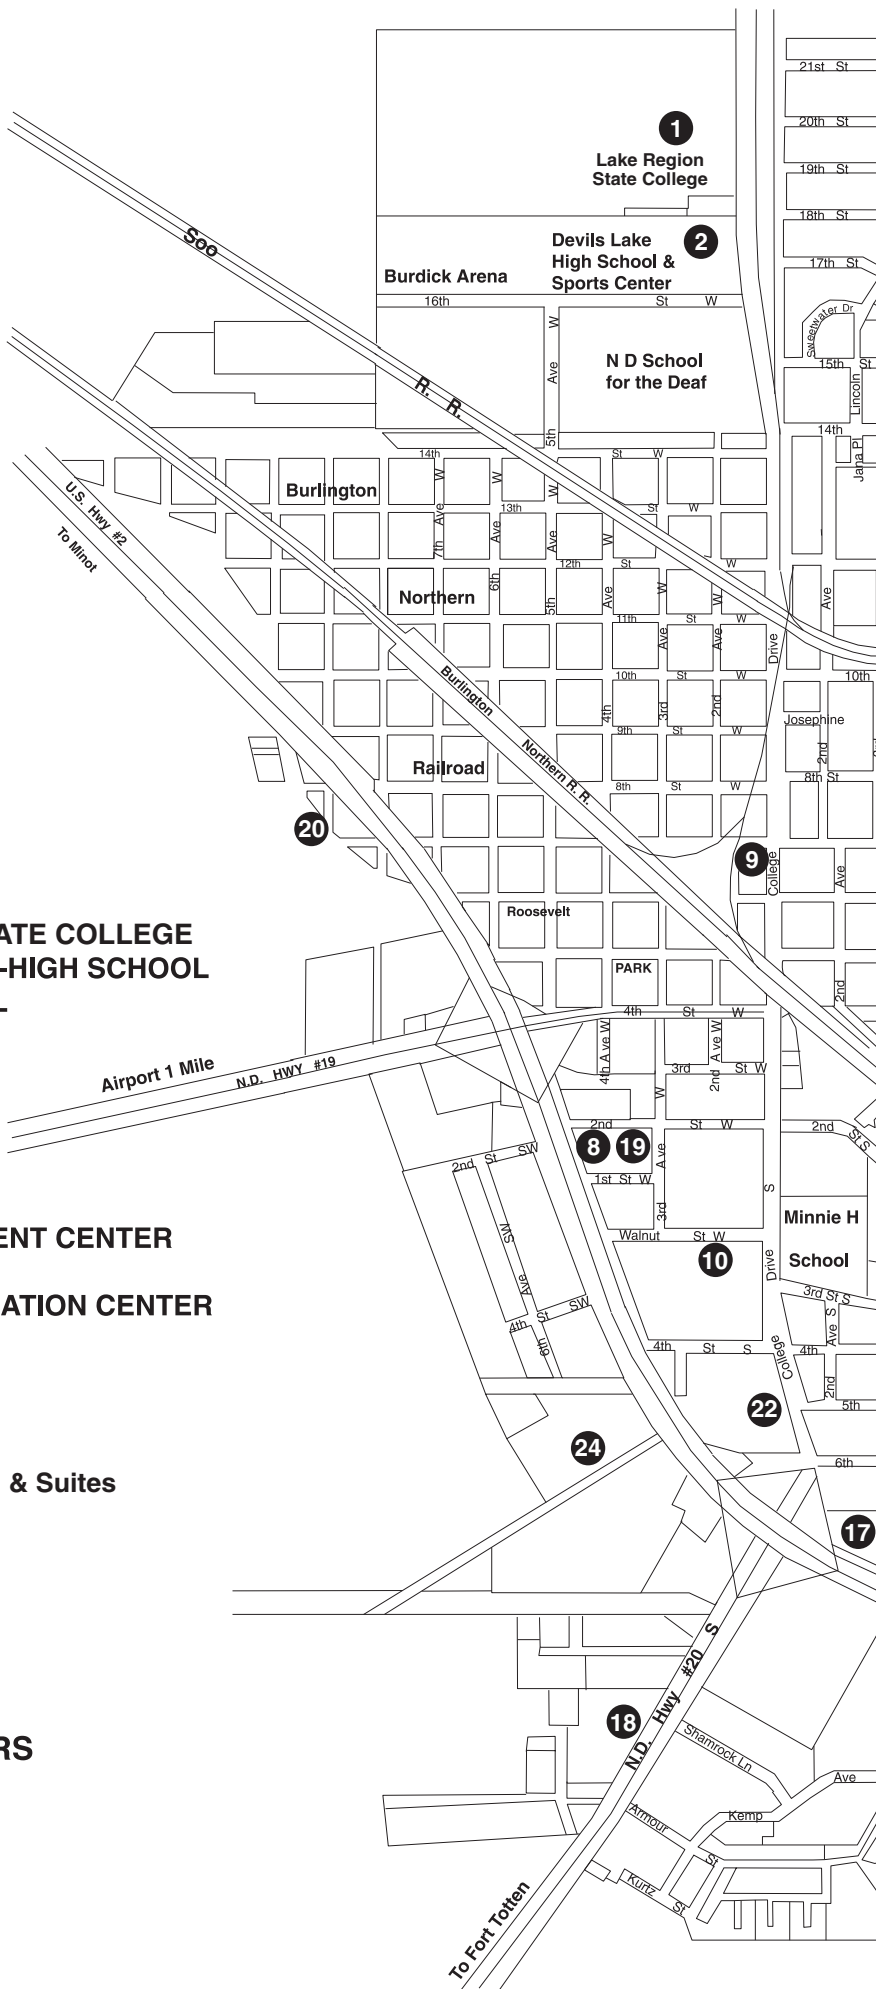 21st St
20th St
1
Lake Region
State College
19th St
18th St
Soo
Devils Lake
High School &
Sports Center
2
17th St
Burdick Arena
16th St W
Sweetwater Dr
N D School
for the Deaf
5th Ave W
15th St
R. R.
Lincoln
14th
Jana Pl
14th St W
Burlington
U.S. Hwy #2
To Minot
7th Ave W
13th St W
6th Ave W
5th Ave W
12th St W
Northern
Ave W
11th St W
Ave W
Ave W
Drive
Ave
10th St W
10th
Burlington
4th
3rd
2nd
Josephine
9th St W
2nd
Northern R. R.
Railroad
8th St W
8th St
20
9
College
Ave
Roosevelt
ATE COLLEGE
-HIGH SCHOOL
PARK
2nd
4th St W
Airport 1 Mile
N.D. HWY #19
4th Ave W
2nd Ave W
3rd St W
W
2nd St W
2nd St S
8
19
Ave
2nd St SW
1st St W
3rd
S
SW
Ave
Minnie H
School
ENT CENTER
Walnut St W
10
Drive
ATION CENTER
3rd St S
4th St SW
6th
4th St S
College
Ave S
4th
2nd
22
5th
24
6th
& Suites
17
N.D. Hwy #20 S
18
Shamrock Ln
RS
Ave
Kemp
Armour St
Kurtz St
To Fort Totten